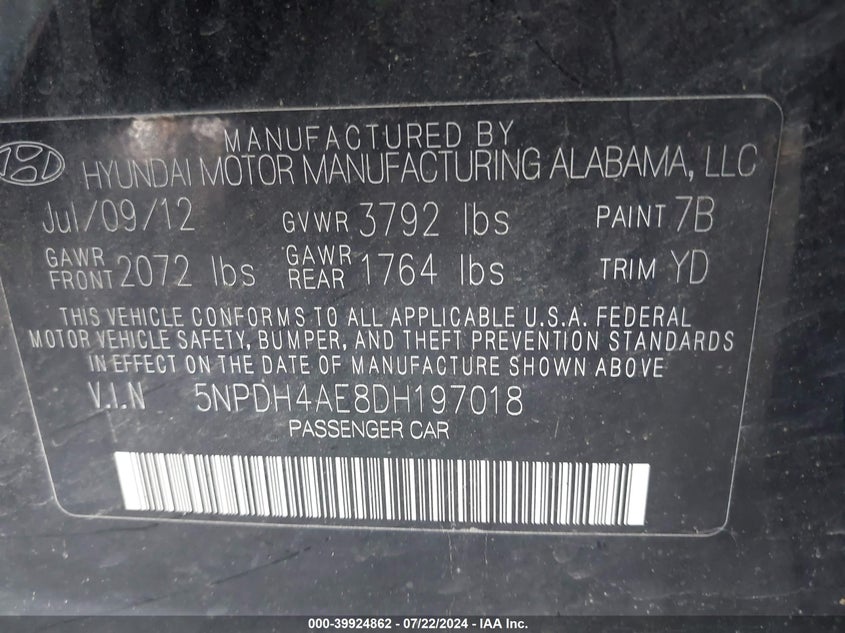 MANUFACTURED BY
HYUNDAI MOTOR MANUFACTURING ALABAMA, LLC
Jul/09/12 GVWR 3792 lbs PAINT 7B
GAWR FRONT 2072 lbs GAWR REAR 1764 lbs TRIM YD
THIS VEHICLE CONFORMS TO ALL APPLICABLE U.S.A. FEDERAL
MOTOR VEHICLE SAFETY, BUMPER, AND THEFT PREVENTION STANDARDS
IN EFFECT ON THE DATE OF MANUFACTURE SHOWN ABOVE
V.I.N 5NPDH4AE8DH197018
PASSENGER CAR
000-39924862 - 07/22/2024 - IAA Inc.